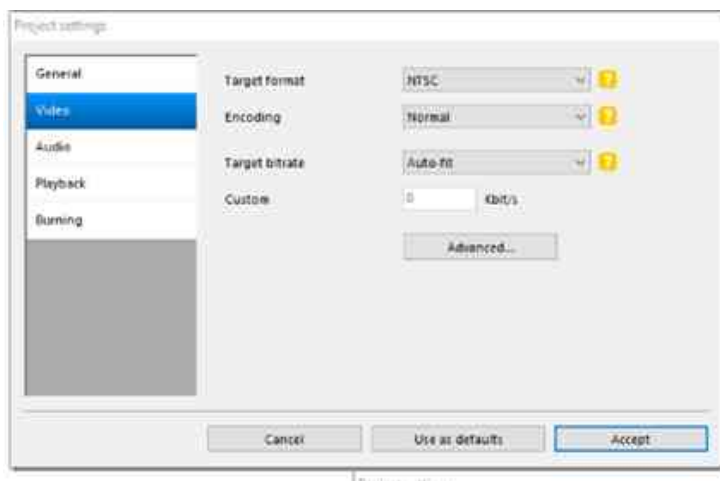 Project settings
General
Target format
NTSC
Video
Encoding
Normal
Audio
Target bitrate
Auto-fit
Playback
Custom
0
Kbit/s
Burning
Advanced...
Cancel
Use as defaults
Accept